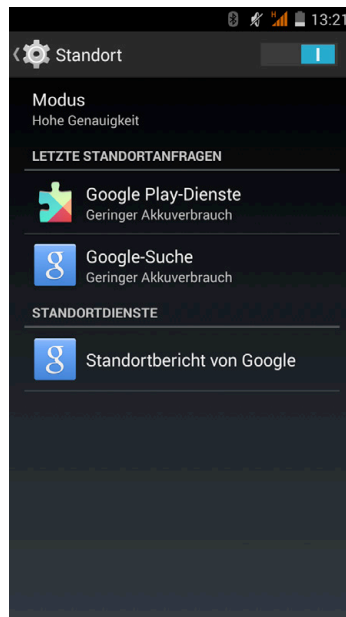 H 13:21
Standort
Modus
Hohe Genauigkeit
LETZTE STANDORTANFRAGEN
Google Play-Dienste
Geringer Akkuverbrauch
g
Google-Suche
Geringer Akkuverbrauch
STANDORTDIENSTE
g
Standortbericht von Google